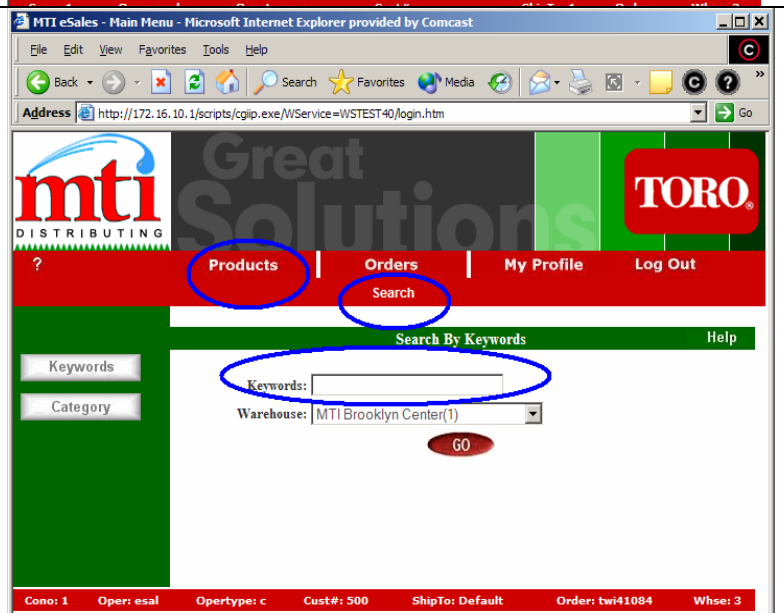 MTI eSales - Main Menu - Microsoft Internet Explorer provided by Comcast
File Edit View Favorites Tools Help
Back Search Favorites Media
Address http://172.16.10.1/scripts/cgiip.exe/WService=WSTEST40/login.htm Go
Great
Solutions
mti
DISTRIBUTING
TORO®
? Products Orders My Profile Log Out
Search
Search By Keywords Help
Keywords
Keywords:
Category
Warehouse: MTI Brooklyn Center(1)
GO
Cono: 1 Oper: esal Opertype: c Cust#: 500 ShipTo: Default Order: twi41084 Whse: 3